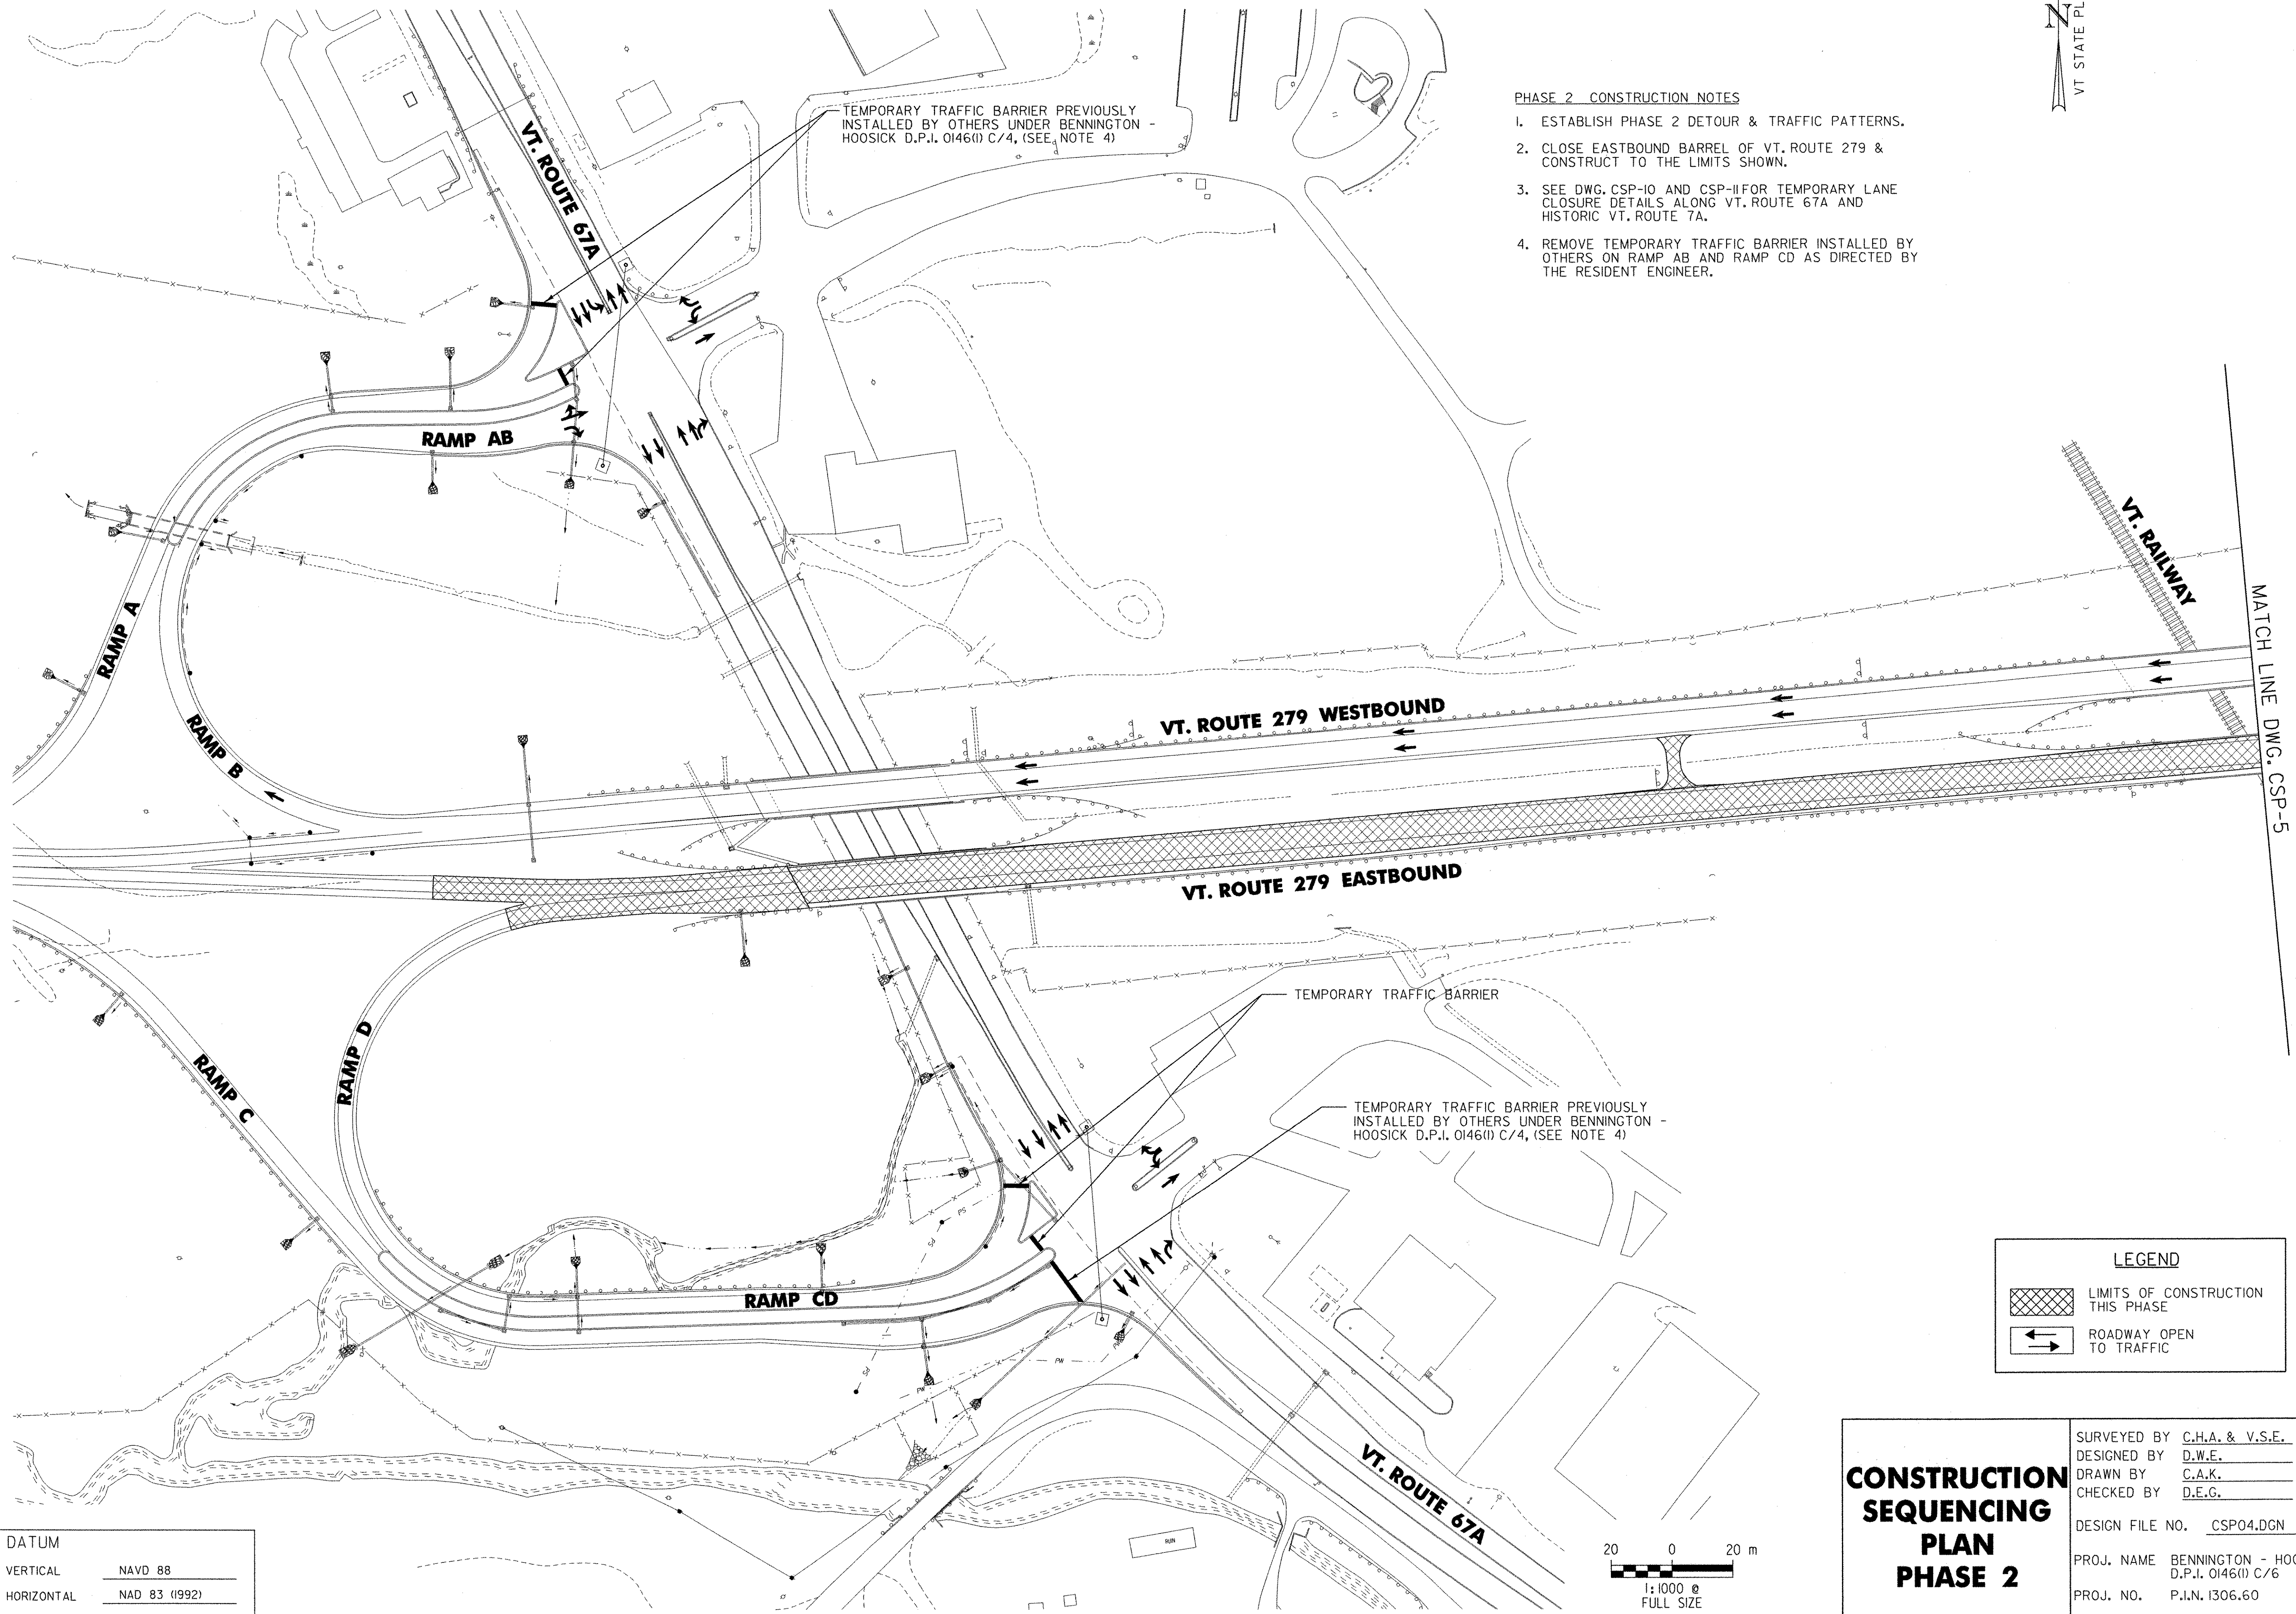 N
VT STATE PL
TEMPORARY TRAFFIC BARRIER PREVIOUSLY
INSTALLED BY OTHERS UNDER BENNINGTON -
HOOSICK D.P.I. 0146(1) C/4, (SEE NOTE 4)
PHASE 2 CONSTRUCTION NOTES
1. ESTABLISH PHASE 2 DETOUR & TRAFFIC PATTERNS.
2. CLOSE EASTBOUND BARREL OF VT. ROUTE 279 &
CONSTRUCT TO THE LIMITS SHOWN.
3. SEE DWG. CSP-10 AND CSP-11 FOR TEMPORARY LANE
CLOSURE DETAILS ALONG VT. ROUTE 67A AND
HISTORIC VT. ROUTE 7A.
4. REMOVE TEMPORARY TRAFFIC BARRIER INSTALLED BY
OTHERS ON RAMP AB AND RAMP CD AS DIRECTED BY
THE RESIDENT ENGINEER.
VT. ROUTE 67A
RAMP AB
RAMP A
RAMP B
VT. RAILWAY
MATCH LINE DWG. CSP-5
VT. ROUTE 279 WESTBOUND
VT. ROUTE 279 EASTBOUND
TEMPORARY TRAFFIC BARRIER
RAMP D
RAMP C
TEMPORARY TRAFFIC BARRIER PREVIOUSLY
INSTALLED BY OTHERS UNDER BENNINGTON -
HOOSICK D.P.I. 0146(1) C/4, (SEE NOTE 4)
PS
PS
PS
RAMP CD
PW
PW
PW
VT. ROUTE 67A
RUIN
LEGEND
LIMITS OF CONSTRUCTION
THIS PHASE
ROADWAY OPEN
TO TRAFFIC
20 0 20 m
1:1000 @
FULL SIZE
DATUM
VERTICAL NAVD 88
HORIZONTAL NAD 83 (1992)
CONSTRUCTION
SEQUENCING
PLAN
PHASE 2
SURVEYED BY C.H.A. & V.S.E.
DESIGNED BY D.W.E.
DRAWN BY C.A.K.
CHECKED BY D.E.G.
DESIGN FILE NO. CSP04.DGN
PROJ. NAME BENNINGTON - HOO
D.P.I. 0146(1) C/6
PROJ. NO. P.I.N. 1306.60